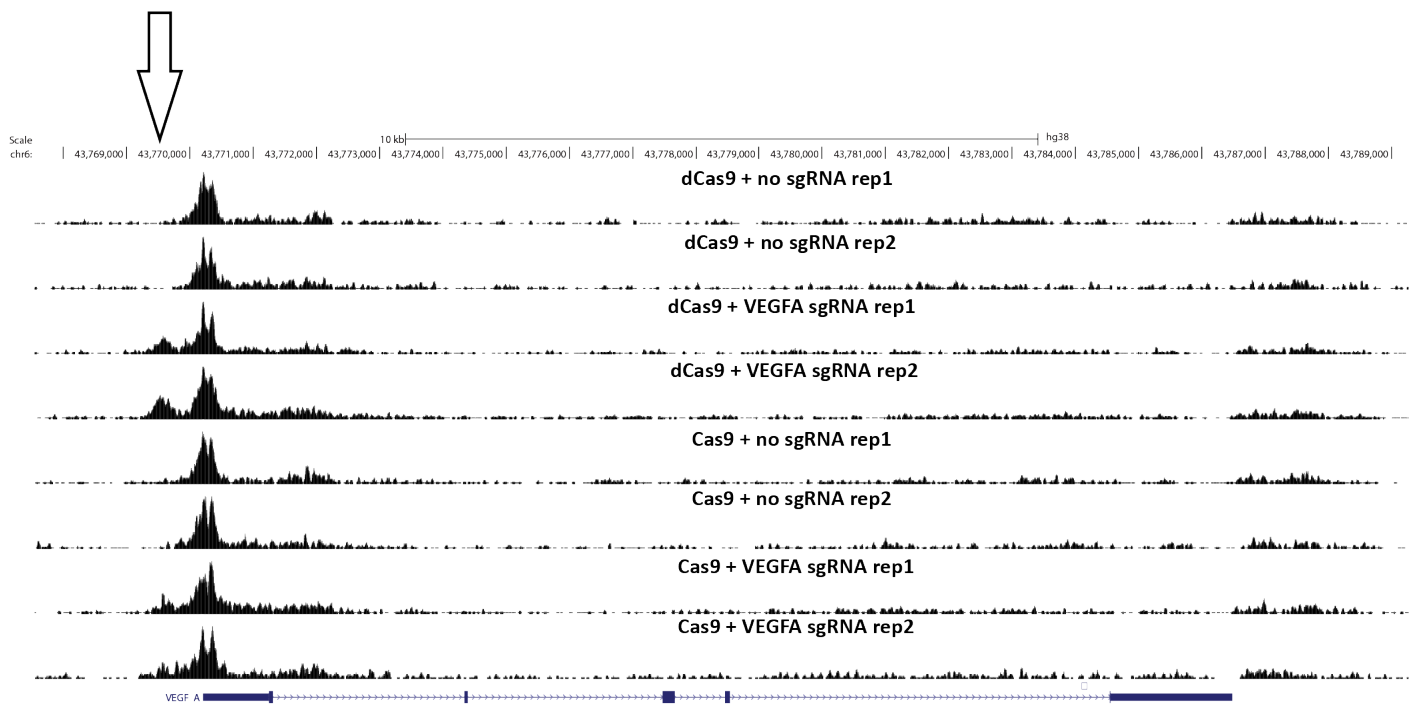 Scale 10 kb hg38
chr6: 43,769,000 43,770,000 43,771,000 43,772,000 43,773,000 43,774,000 43,775,000 43,776,000 43,777,000 43,778,000 43,779,000 43,780,000 43,781,000 43,782,000 43,783,000 43,784,000 43,785,000 43,786,000 43,787,000 43,788,000 43,789,000
dCas9 + no sgRNA rep1
dCas9 + no sgRNA rep2
dCas9 + VEGFA sgRNA rep1
dCas9 + VEGFA sgRNA rep2
Cas9 + no sgRNA rep1
Cas9 + no sgRNA rep2
Cas9 + VEGFA sgRNA rep1
Cas9 + VEGFA sgRNA rep2
VEGF A